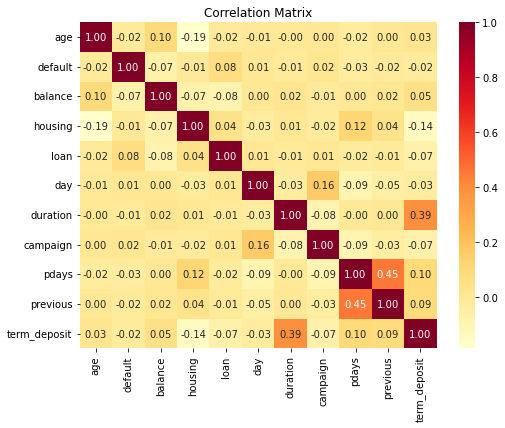 Correlation Matrix
age 1.00 -0.02 0.10 -0.19 -0.02 -0.01 -0.00 0.00 -0.02 0.00 0.03
default -0.02 1.00 -0.07 -0.01 0.08 0.01 -0.01 0.02 -0.03 -0.02 -0.02
balance 0.10 -0.07 1.00 -0.07 -0.08 0.00 0.02 -0.01 0.00 0.02 0.05
housing -0.19 -0.01 -0.07 1.00 0.04 -0.03 0.01 -0.02 0.12 0.04 -0.14
loan -0.02 0.08 -0.08 0.04 1.00 0.01 -0.01 0.01 -0.02 -0.01 -0.07
day -0.01 0.01 0.00 -0.03 0.01 1.00 -0.03 0.16 -0.09 -0.05 -0.03
duration -0.00 -0.01 0.02 0.01 -0.01 -0.03 1.00 -0.08 -0.00 0.00 0.39
campaign 0.00 0.02 -0.01 -0.02 0.01 0.16 -0.08 1.00 -0.09 -0.03 -0.07
pdays -0.02 -0.03 0.00 0.12 -0.02 -0.09 -0.00 -0.09 1.00 0.45 0.10
previous 0.00 -0.02 0.02 0.04 -0.01 -0.05 0.00 -0.03 0.45 1.00 0.09
term_deposit 0.03 -0.02 0.05 -0.14 -0.07 -0.03 0.39 -0.07 0.10 0.09 1.00
age default balance housing loan day duration campaign pdays previous term_deposit
1.0
0.8
0.6
0.4
0.2
0.0